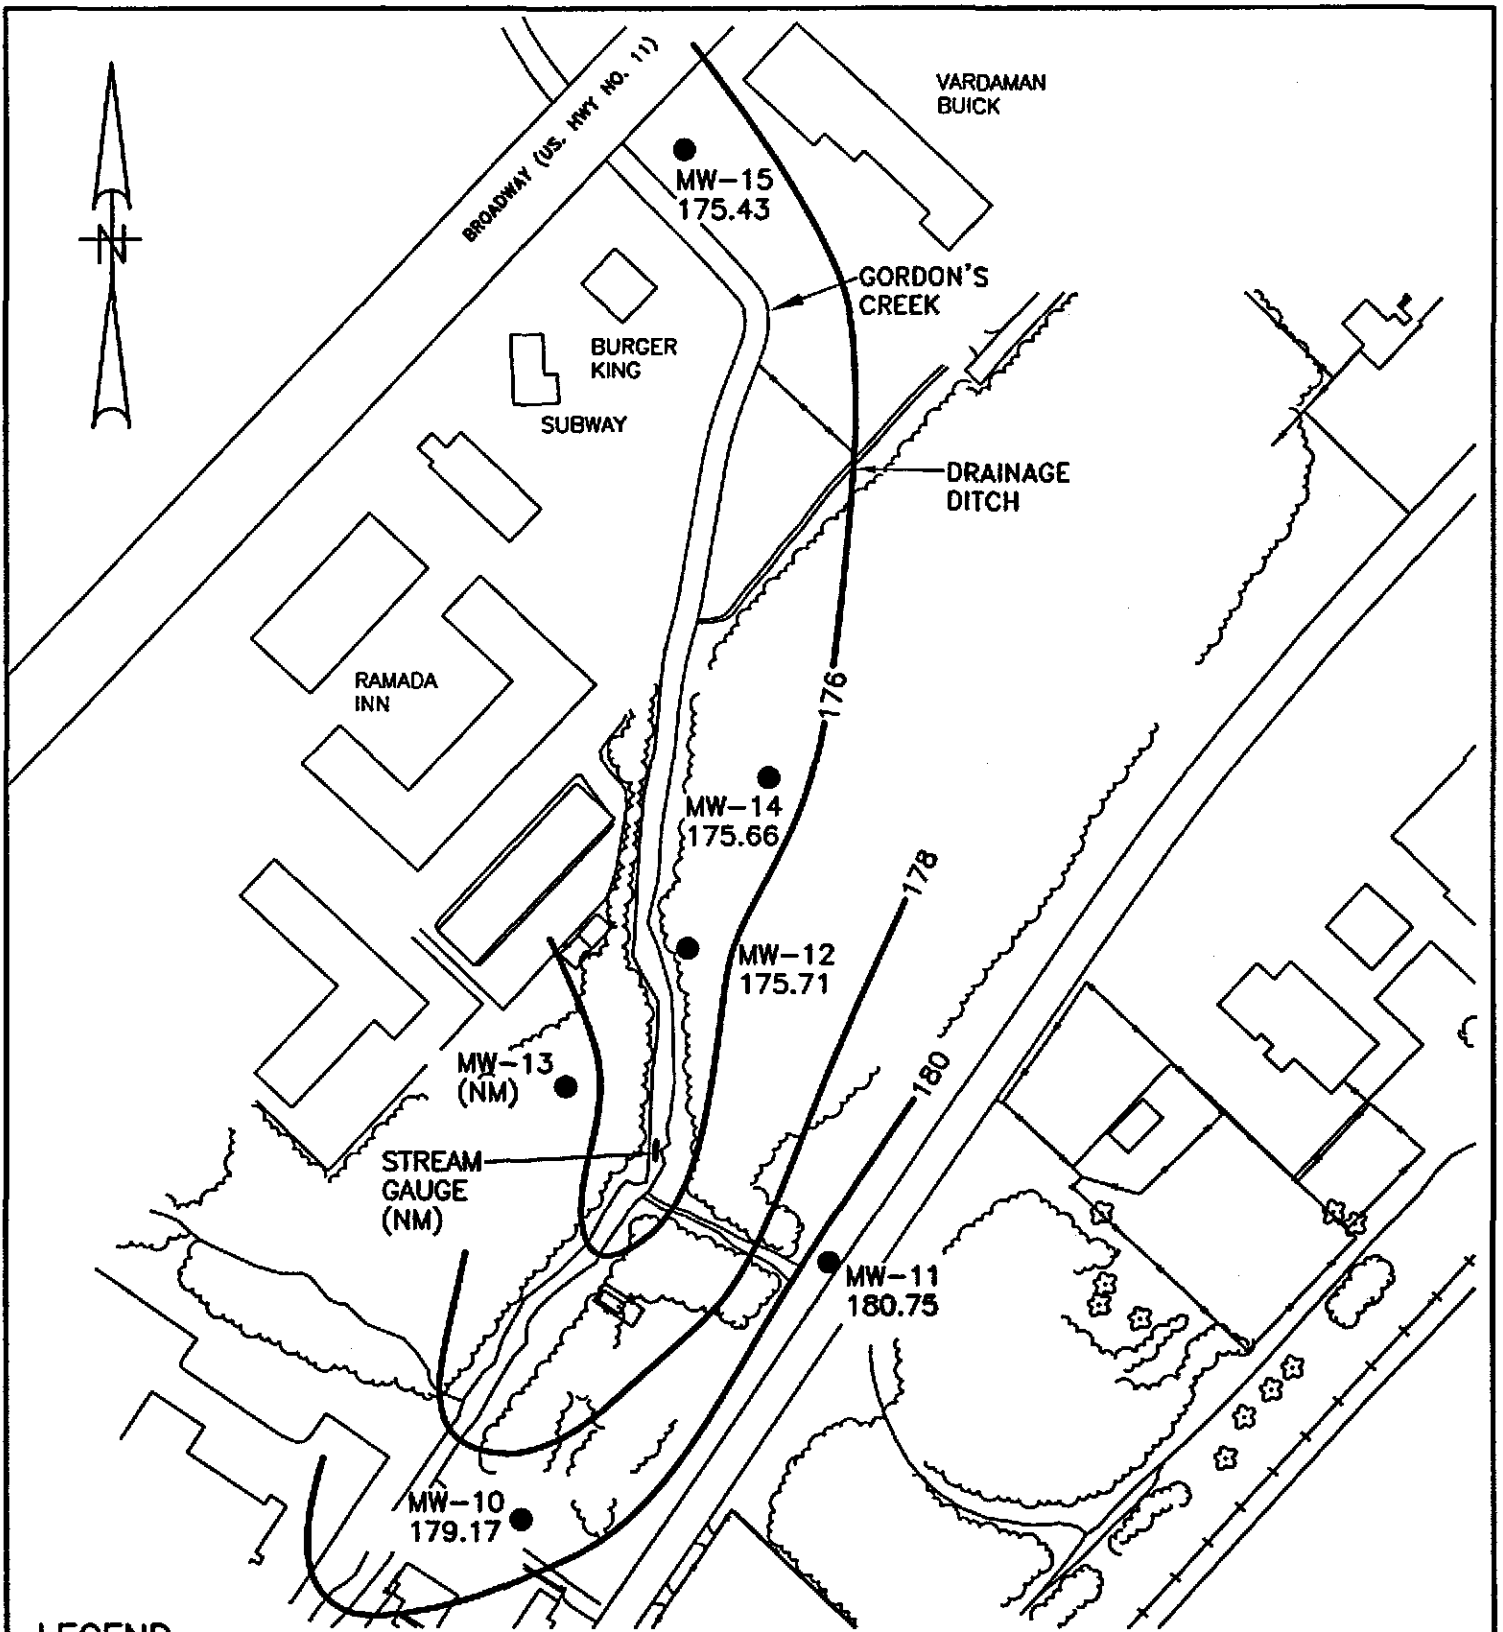 BROADWAY (US. HWY NO. 11)
VARDAMAN
BUICK
N
MW-15
175.43
GORDON'S
CREEK
BURGER
KING
SUBWAY
DRAINAGE
DITCH
RAMADA
INN
176
MW-14
175.66
178
MW-12
175.71
MW-13
(NM)
180
STREAM
GAUGE
(NM)
MW-11
180.75
MW-10
179.17
LEGEND